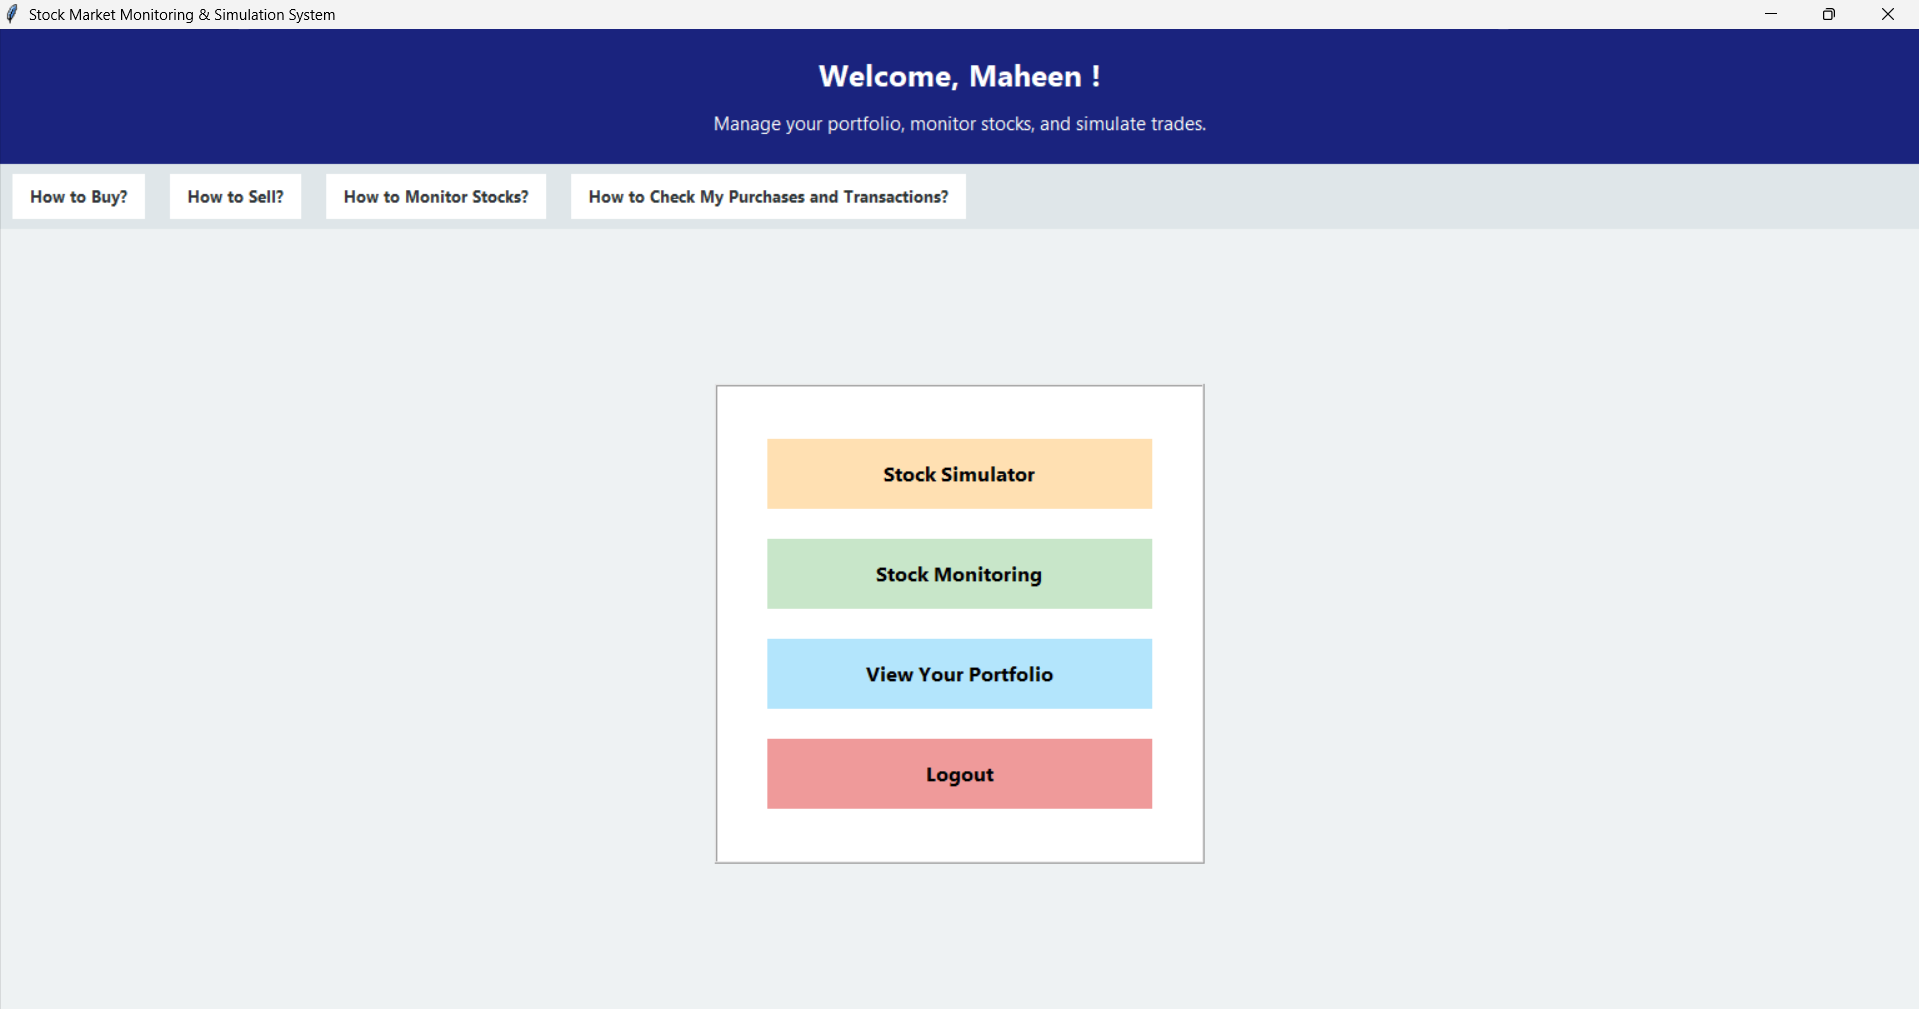 Stock Market Monitoring & Simulation System
Welcome, Maheen !
Manage your portfolio, monitor stocks, and simulate trades.
How to Buy?
How to Sell?
How to Monitor Stocks?
How to Check My Purchases and Transactions?
Stock Simulator
Stock Monitoring
View Your Portfolio
Logout